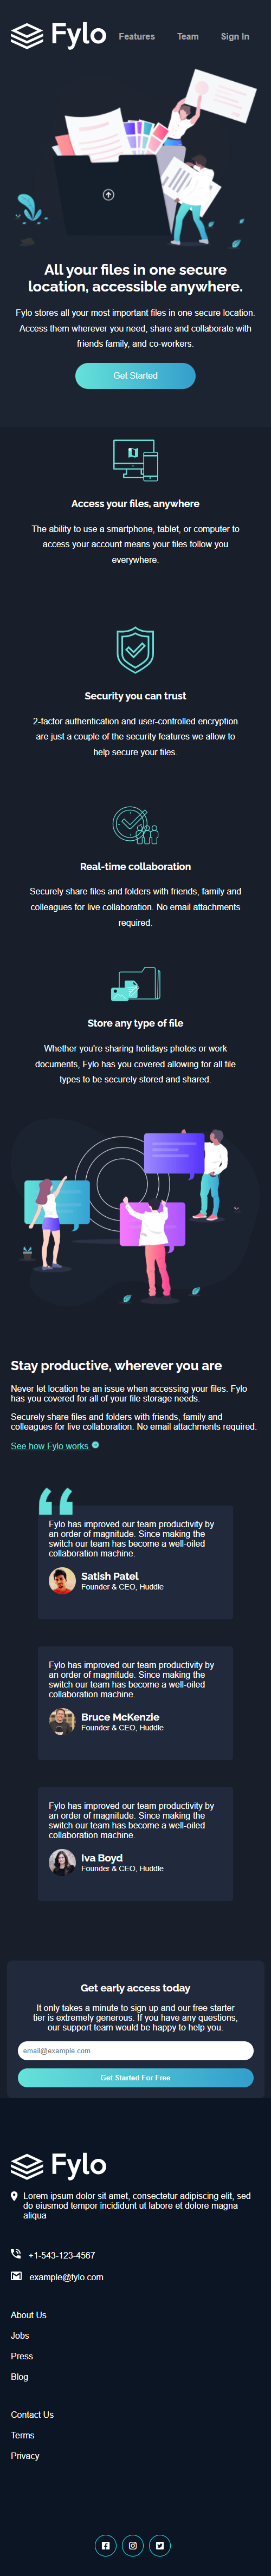 Fylo Features Team Sign In
All your files in one secure
location, accessible anywhere.
Fylo stores all your most important files in one secure location.
Access them wherever you need, share and collaborate with
friends family, and co-workers.
Get Started
Access your files, anywhere
The ability to use a smartphone, tablet, or computer to
access your account means your files follow you
everywhere.
Security you can trust
2-factor authentication and user-controlled encryption
are just a couple of the security features we allow to
help secure your files.
Real-time collaboration
Securely share files and folders with friends, family and
colleagues for live collaboration. No email attachments
required.
Store any type of file
Whether you're sharing holidays photos or work
documents, Fylo has you covered allowing for all file
types to be securely stored and shared.
Stay productive, wherever you are
Never let location be an issue when accessing your files. Fylo
has you covered for all of your file storage needs.
Securely share files and folders with friends, family and
colleagues for live collaboration. No email attachments required.
See how Fylo works
Fylo has improved our team productivity by
an order of magnitude. Since making the
switch our team has become a well-oiled
collaboration machine.
Satish Patel
Founder & CEO, Huddle
Fylo has improved our team productivity by
an order of magnitude. Since making the
switch our team has become a well-oiled
collaboration machine.
Bruce McKenzie
Founder & CEO, Huddle
Fylo has improved our team productivity by
an order of magnitude. Since making the
switch our team has become a well-oiled
collaboration machine.
Iva Boyd
Founder & CEO, Huddle
Get early access today
It only takes a minute to sign up and our free starter
tier is extremely generous. If you have any questions,
our support team would be happy to help you.
email@example.com
Get Started For Free
Fylo
Lorem ipsum dolor sit amet, consectetur adipiscing elit, sed
do eiusmod tempor incididunt ut labore et dolore magna
aliqua
+1-543-123-4567
example@fylo.com
About Us
Jobs
Press
Blog
Contact Us
Terms
Privacy